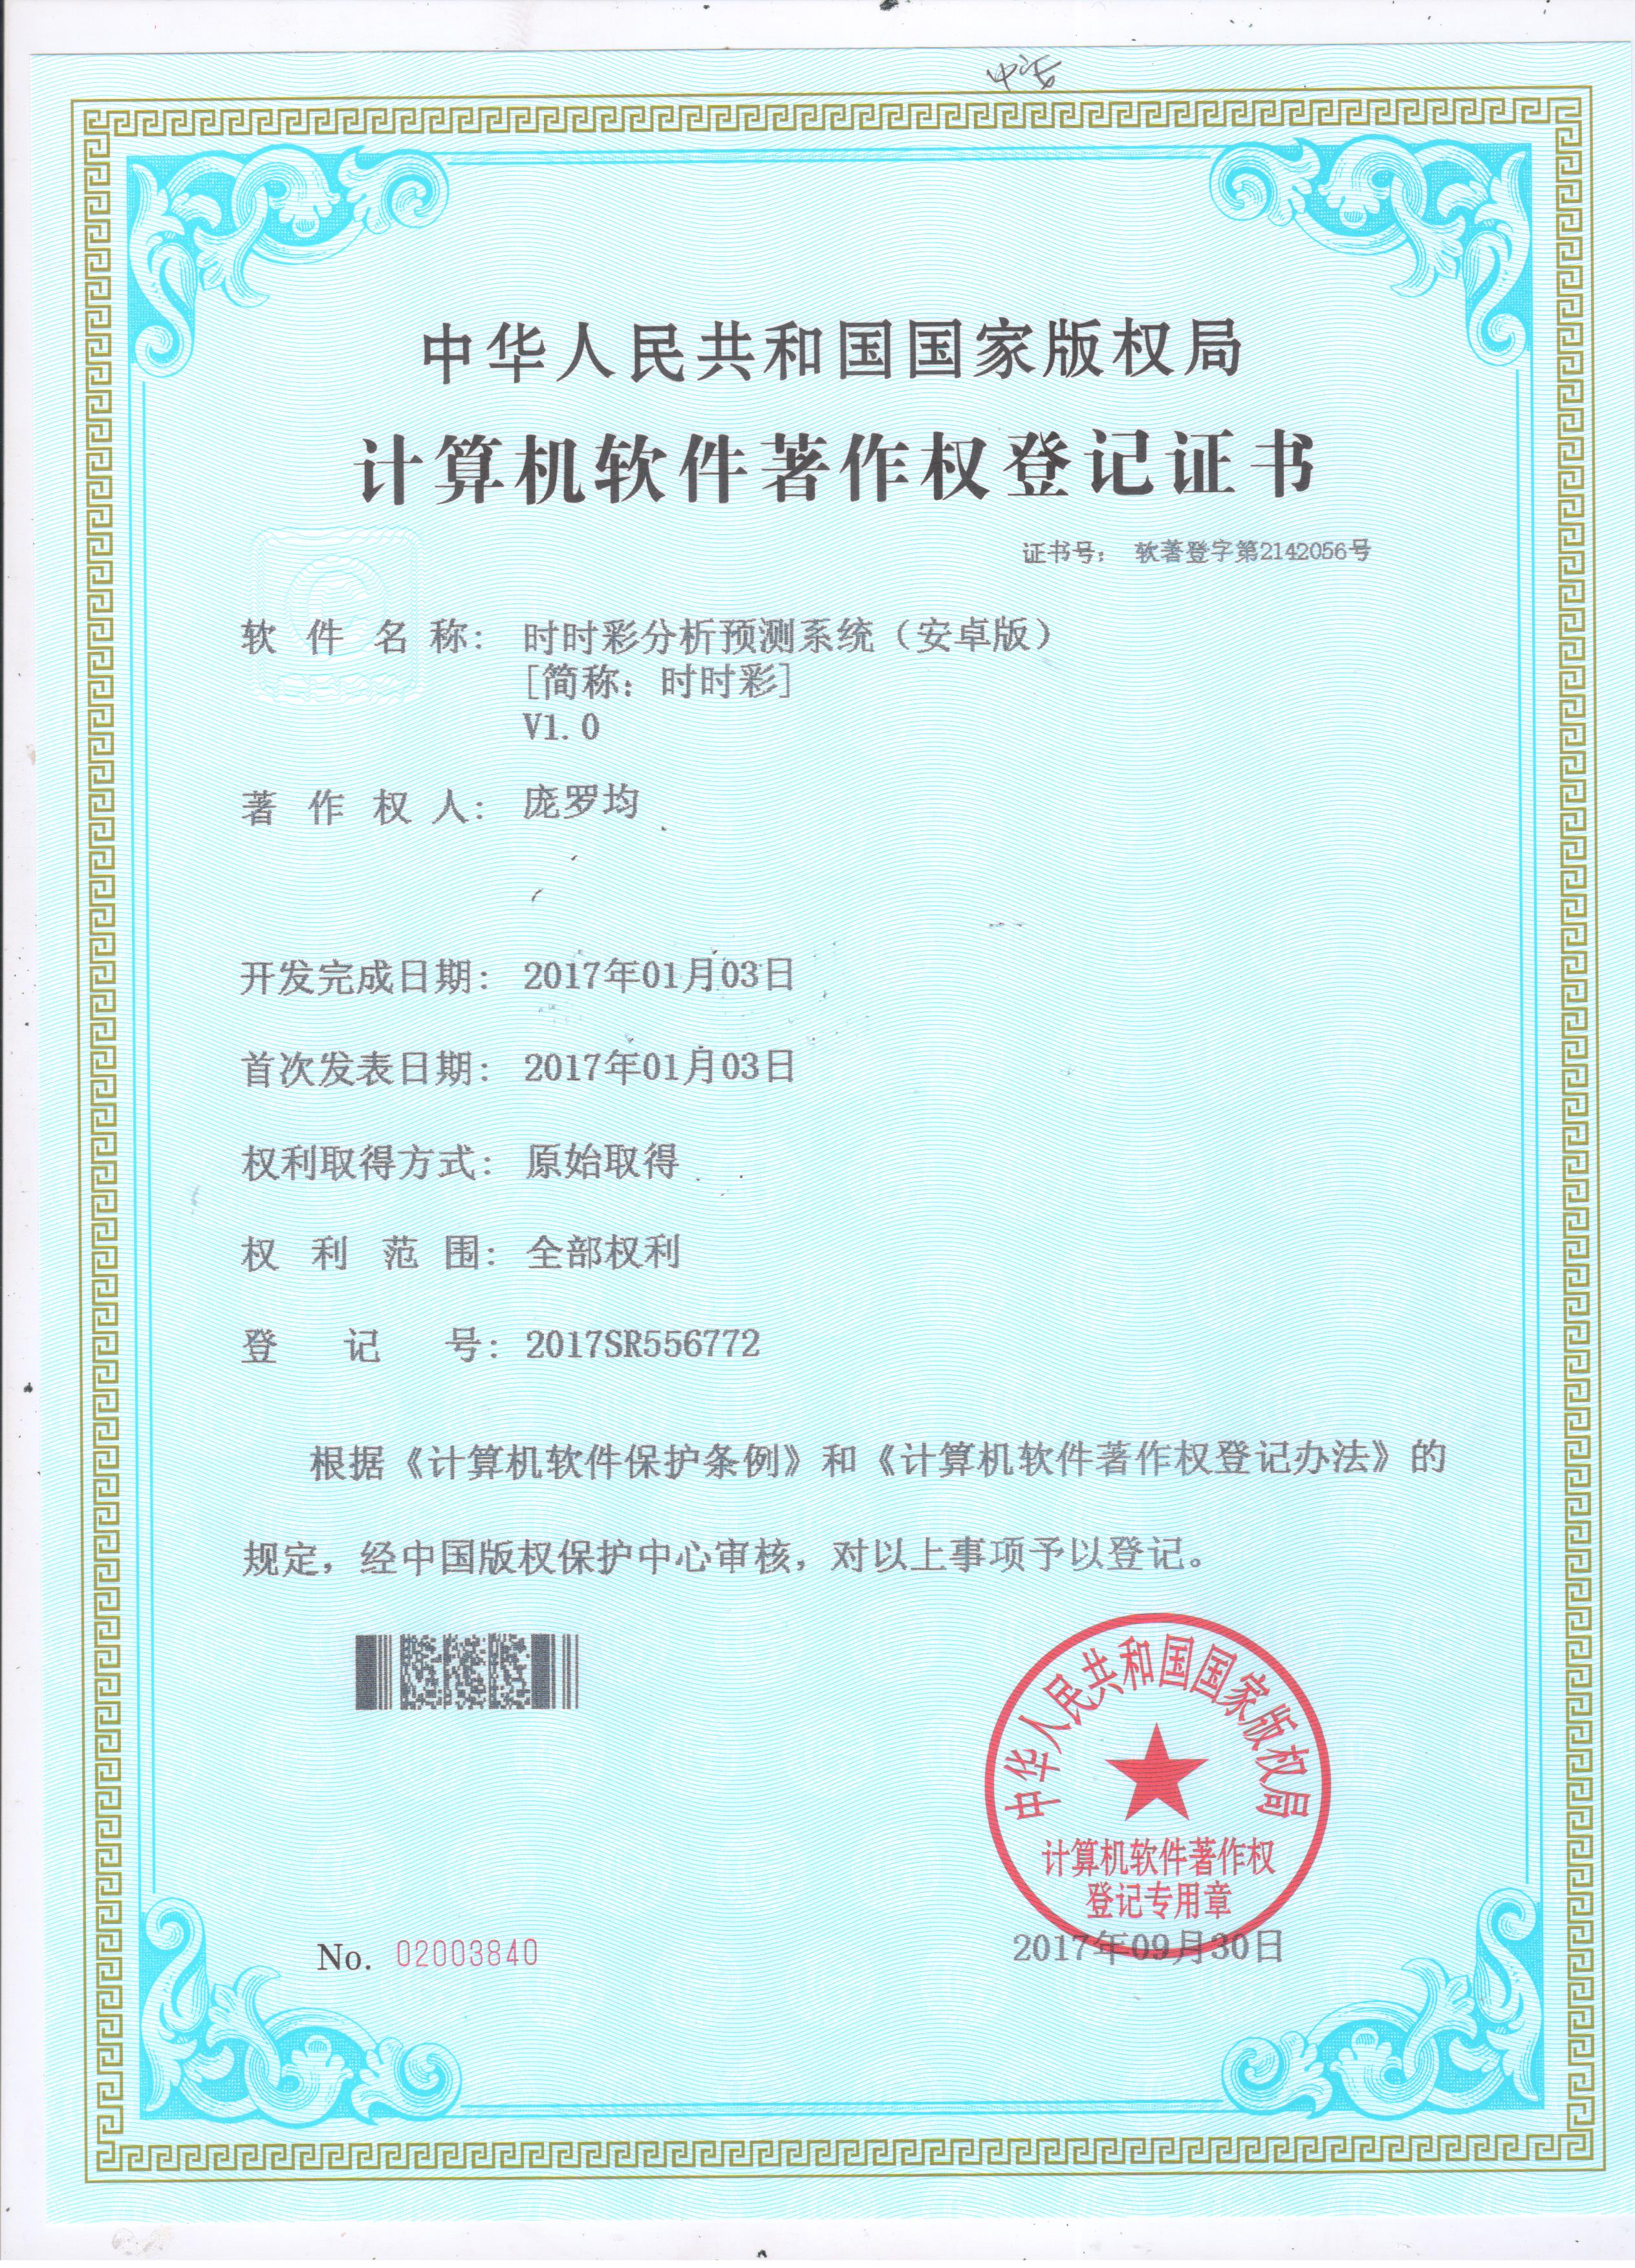 中华人民共和国国家版权局
计算机软件著作权登记证书
证书号： 软著登字第2142056号
软件名称： 时时彩分析预测系统（安卓版）
[简称：时时彩]
V1.0
著作权人： 庞罗均
开发完成日期： 2017年01月03日
首次发表日期： 2017年01月03日
权利取得方式： 原始取得
权利范围： 全部权利
登记号： 2017SR556772
根据《计算机软件保护条例》和《计算机软件著作权登记办法》的
规定，经中国版权保护中心审核，对以上事项予以登记。
中华人民共和国国家版权局
计算机软件著作权
登记专用章
No. 02003840
2017年09月30日